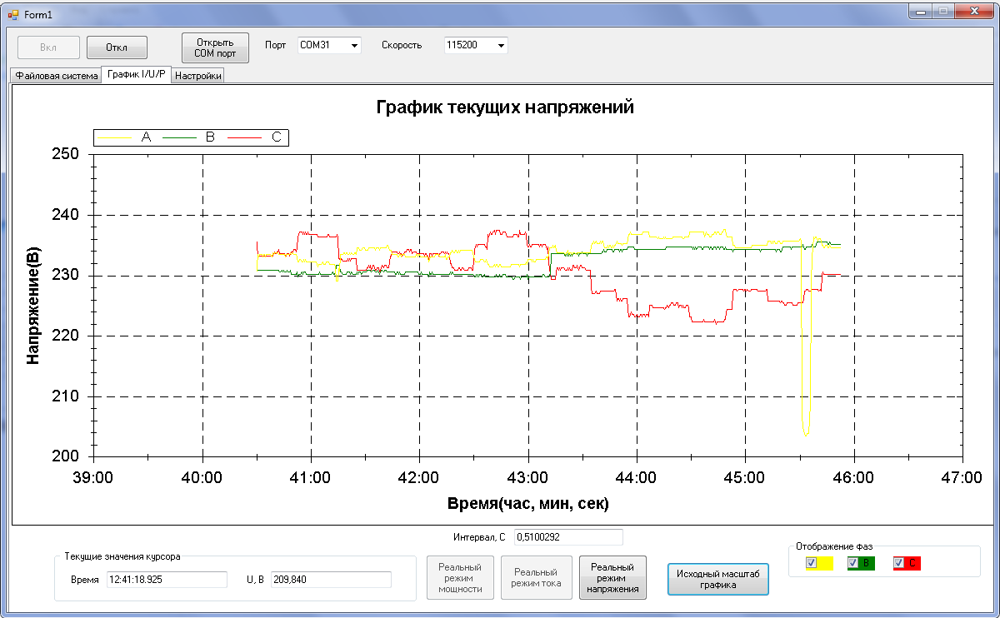 Form1
Вкл
Откл
Открыть
COM порт
Порт
COM31
Скорость
115200
Файловая система
График I/U/P
Настройки
График текущих напряжений
A B C
250
240
230
220
210
200
Напряжение(В)
39:00 40:00 41:00 42:00 43:00 44:00 45:00 46:00 47:00
Время(час, мин, сек)
Интервал, С 0,5100292
Текущие значения курсора
Время 12:41:18.925 U, В 209,840
Реальный
режим
мощности
Реальный
режим тока
Реальный
режим
напряжения
Исходный масштаб
графика
Отображение фаз
B C